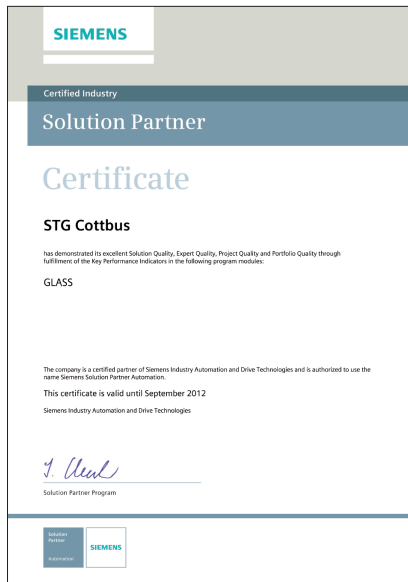 SIEMENS
Certified Industry
Solution Partner
Certificate
STG Cottbus
has demonstrated its excellent Solution Quality, Expert Quality, Project Quality and Portfolio Quality through
fulfillment of the Key Performance Indicators in the following program modules:
GLASS
The company is a certified partner of Siemens Industry Automation and Drive Technologies and is authorized to use the
name Siemens Solution Partner Automation.
This certificate is valid until September 2012
Siemens Industry Automation and Drive Technologies
Solution Partner Program
Solution
Partner
SIEMENS
Automation